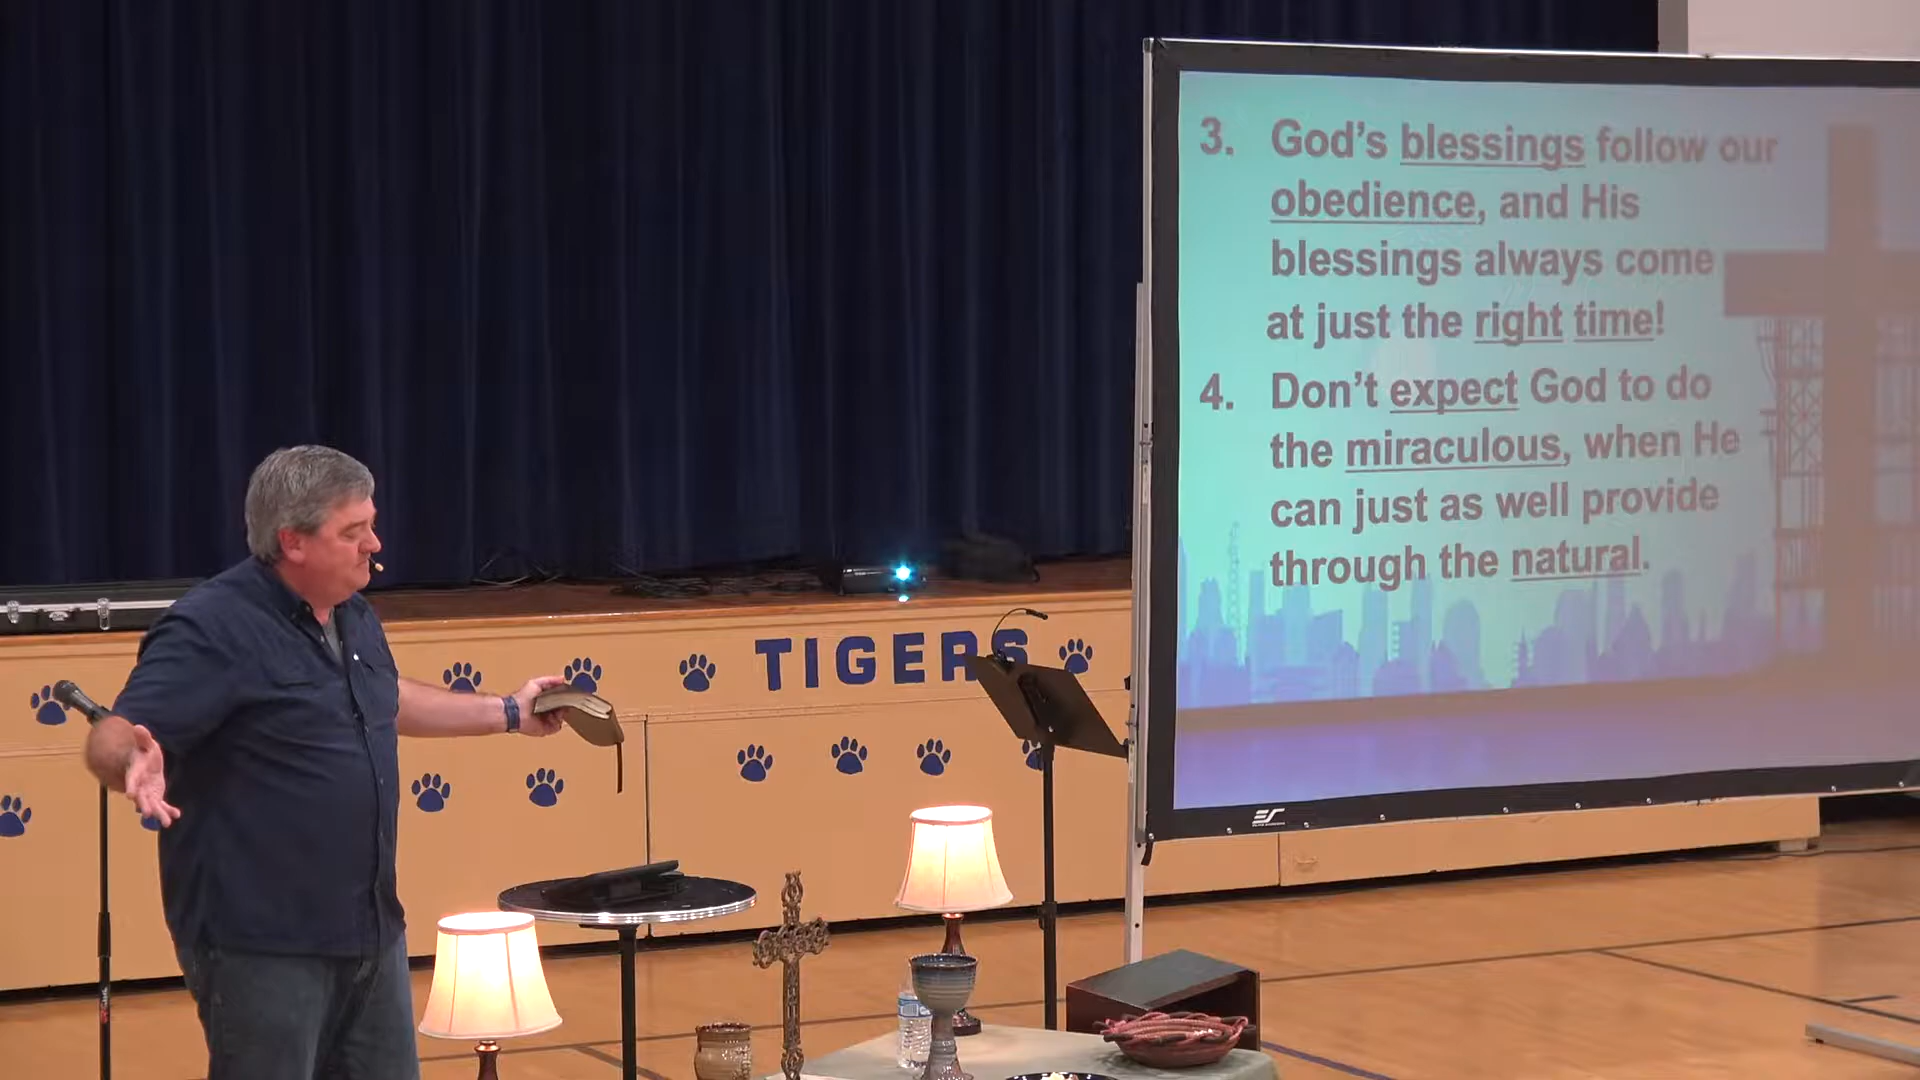 3. God's blessings follow our
obedience, and His
blessings always come
at just the right time!
4. Don't expect God to do
the miraculous, when He
can just as well provide
through the natural.
TIGERS
ES